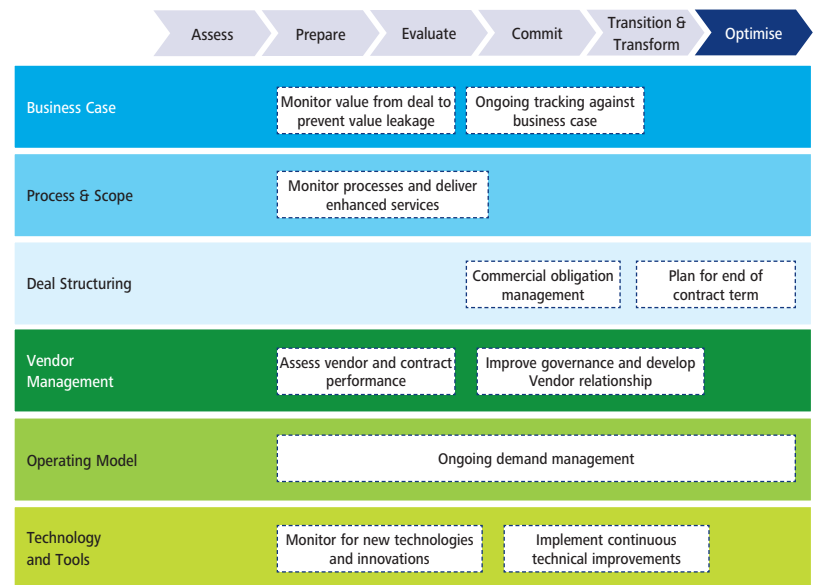 Assess
Prepare
Evaluate
Commit
Transition &
Transform
Optimise
Business Case
Monitor value from deal to
prevent value leakage
Ongoing tracking against
business case
Process & Scope
Monitor processes and deliver
enhanced services
Deal Structuring
Commercial obligation
management
Plan for end of
contract term
Vendor
Management
Assess vendor and contract
performance
Improve governance and develop
Vendor relationship
Operating Model
Ongoing demand management
Technology
and Tools
Monitor for new technologies
and innovations
Implement continuous
technical improvements